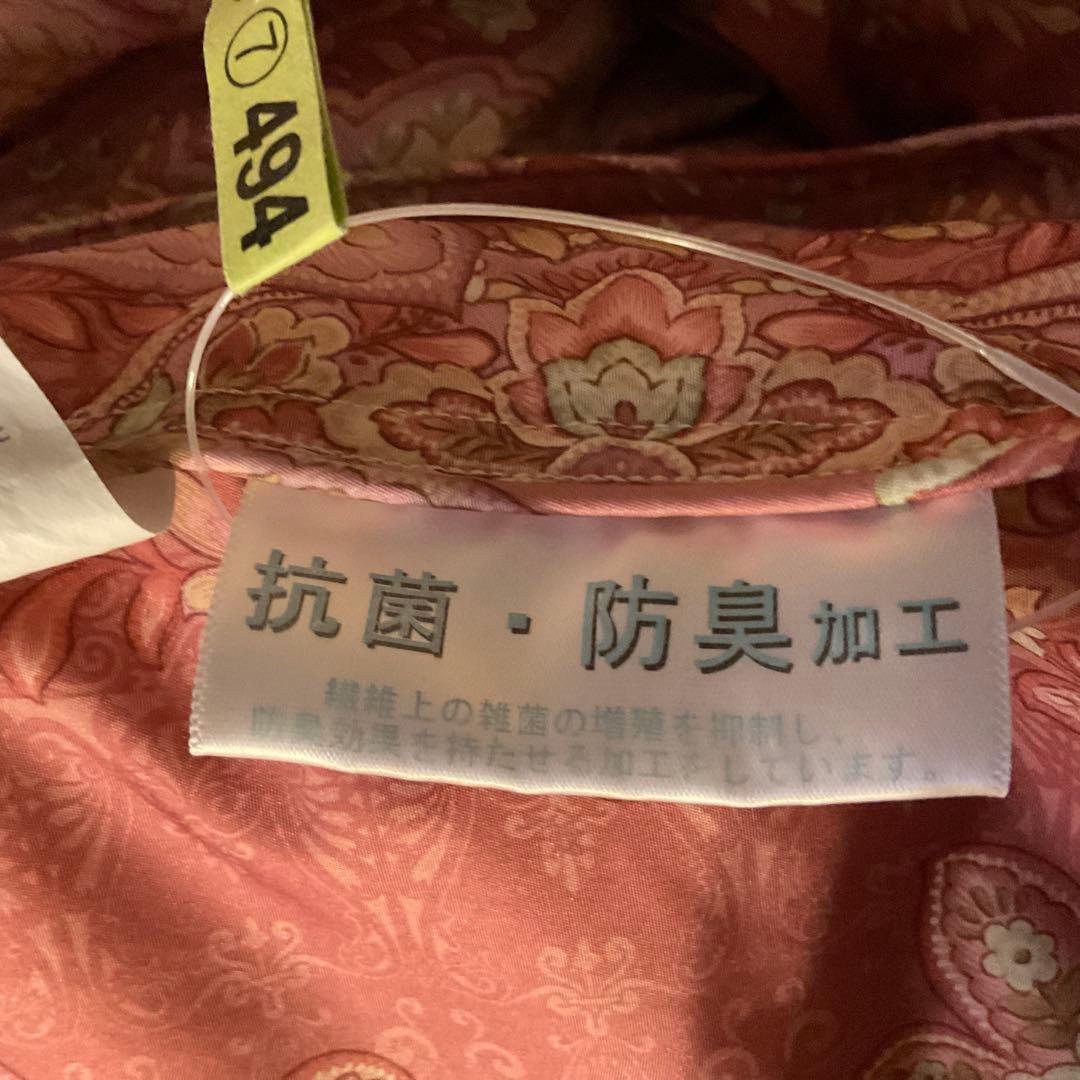 ⑦ 494
抗菌・防臭加工
繊維上の雑菌の増殖を抑制し、
防臭効果を持たせる加工をしています。